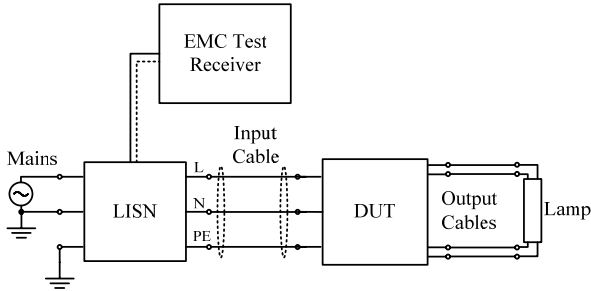 EMC Test
Receiver
Input
Cable
Mains
L
LISN
N
DUT
Output
Cables
Lamp
PE